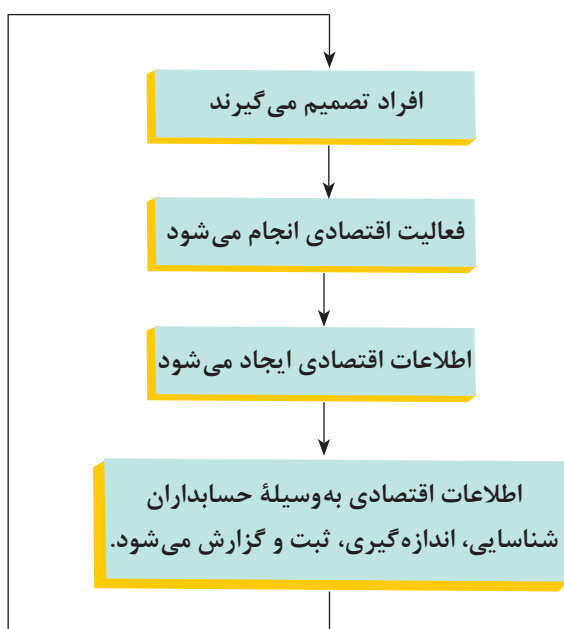 افراد تصمیم می‌گیرند
فعالیت اقتصادی انجام می‌شود
اطلاعات اقتصادی ایجاد می‌شود
اطلاعات اقتصادی به‌وسیلهٔ حسابداران
شناسایی، اندازه‌گیری، ثبت و گزارش می‌شود.